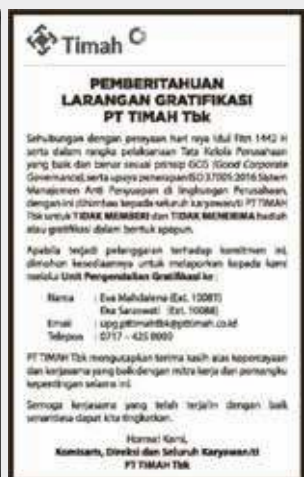 Timah
PEMBERITAHUAN
LARANGAN GRATIFIKASI
PT TIMAH Tbk
Sehubungan dengan perayaan hari raya Idul Fitri 1442 H
serta dalam rangka pelaksanaan Tata Kelola Perusahaan
yang baik dan benar sesuai prinsip GCG (Good Corporate
Governance), serta upaya penerapan ISO 37001:2016 Sistem
Manajemen Anti Penyuapan di lingkungan Perusahaan,
dengan ini dihimbau kepada seluruh karyawan/ti PT TIMAH
Tbk untuk TIDAK MEMBERI dan TIDAK MENERIMA hadiah
atau gratifikasi dalam bentuk apapun.
Apabila terjadi pelanggaran terhadap komitmen ini,
dimohon kesediaannya untuk melaporkan kepada kami
melalui Unit Pengendalian Gratifikasi ke :
Nama : Eva Mahdalena (Ext. 10081)
Eka Saraswati (Ext. 10088)
Email : upg.pttimahtbk@pttimah.co.id
Telepon : 0717 - 425 8000
PT TIMAH Tbk mengucapkan terima kasih atas kepercayaan
dan kerjasama yang baik dengan mitra kerja dan pemangku
kepentingan selama ini.
Semoga kerjasama yang telah terjalin dengan baik
senantiasa dapat kita tingkatkan.
Hormat Kami,
Komisaris, Direksi dan Seluruh Karyawan/ti
PT TIMAH Tbk